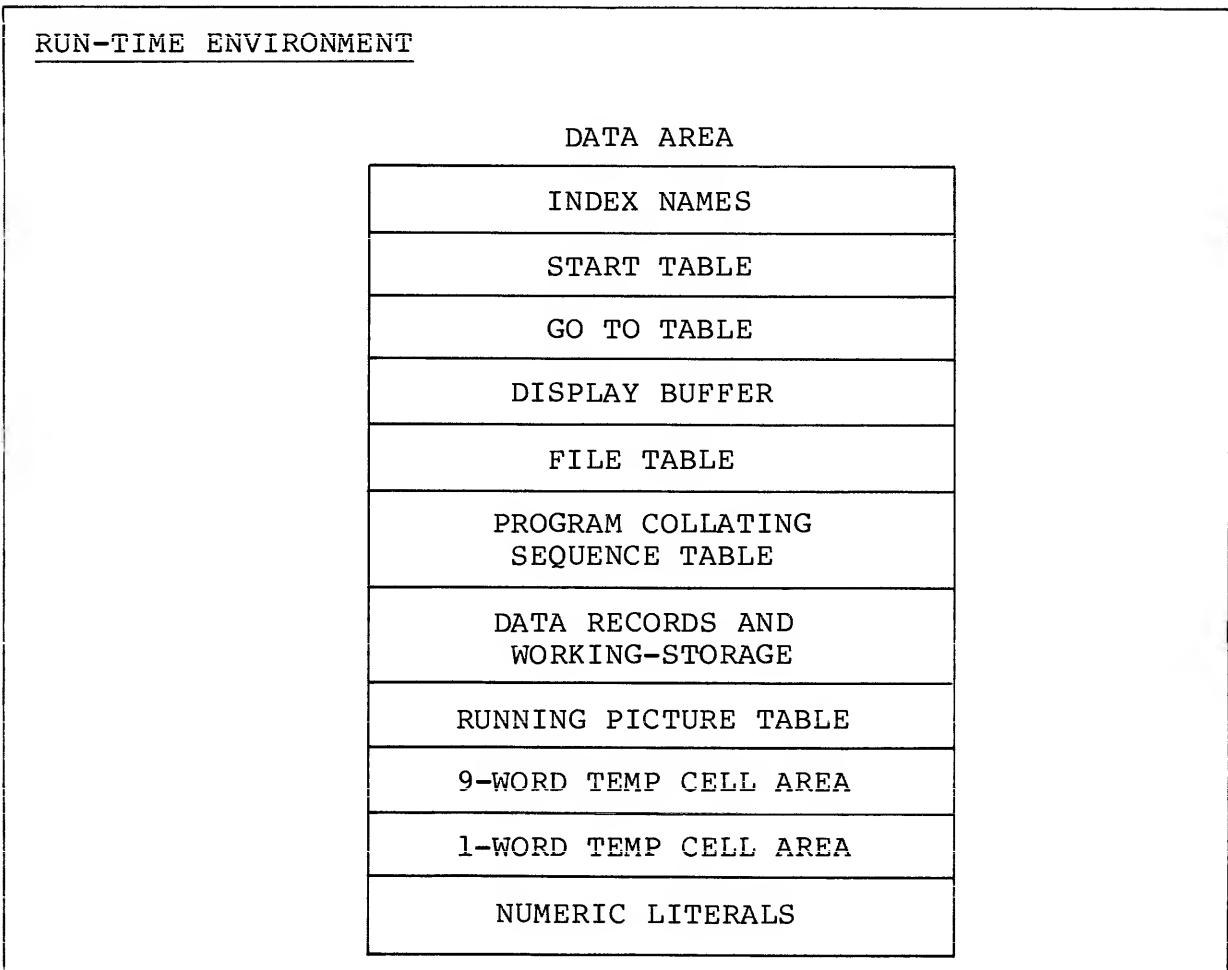 RUN-TIME ENVIRONMENT
DATA AREA
INDEX NAMES
START TABLE
GO TO TABLE
DISPLAY BUFFER
FILE TABLE
PROGRAM COLLATING
SEQUENCE TABLE
DATA RECORDS AND
WORKING-STORAGE
RUNNING PICTURE TABLE
9-WORD TEMP CELL AREA
1-WORD TEMP CELL AREA
NUMERIC LITERALS